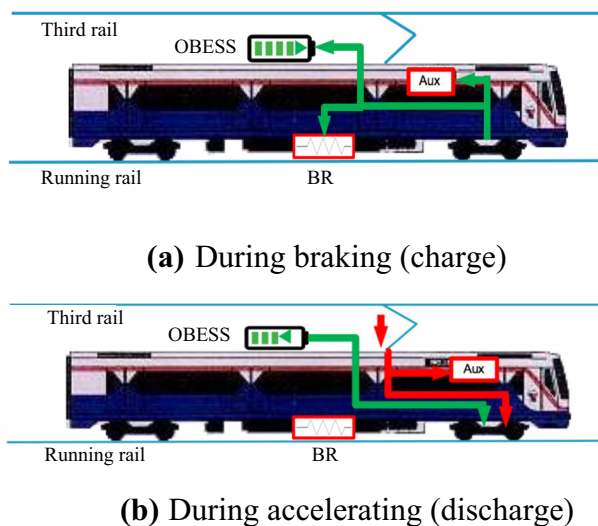 Third rail
OBESS
Aux
Running rail
BR
(a) During braking (charge)
Third rail
OBESS
Aux
Running rail
BR
(b) During accelerating (discharge)